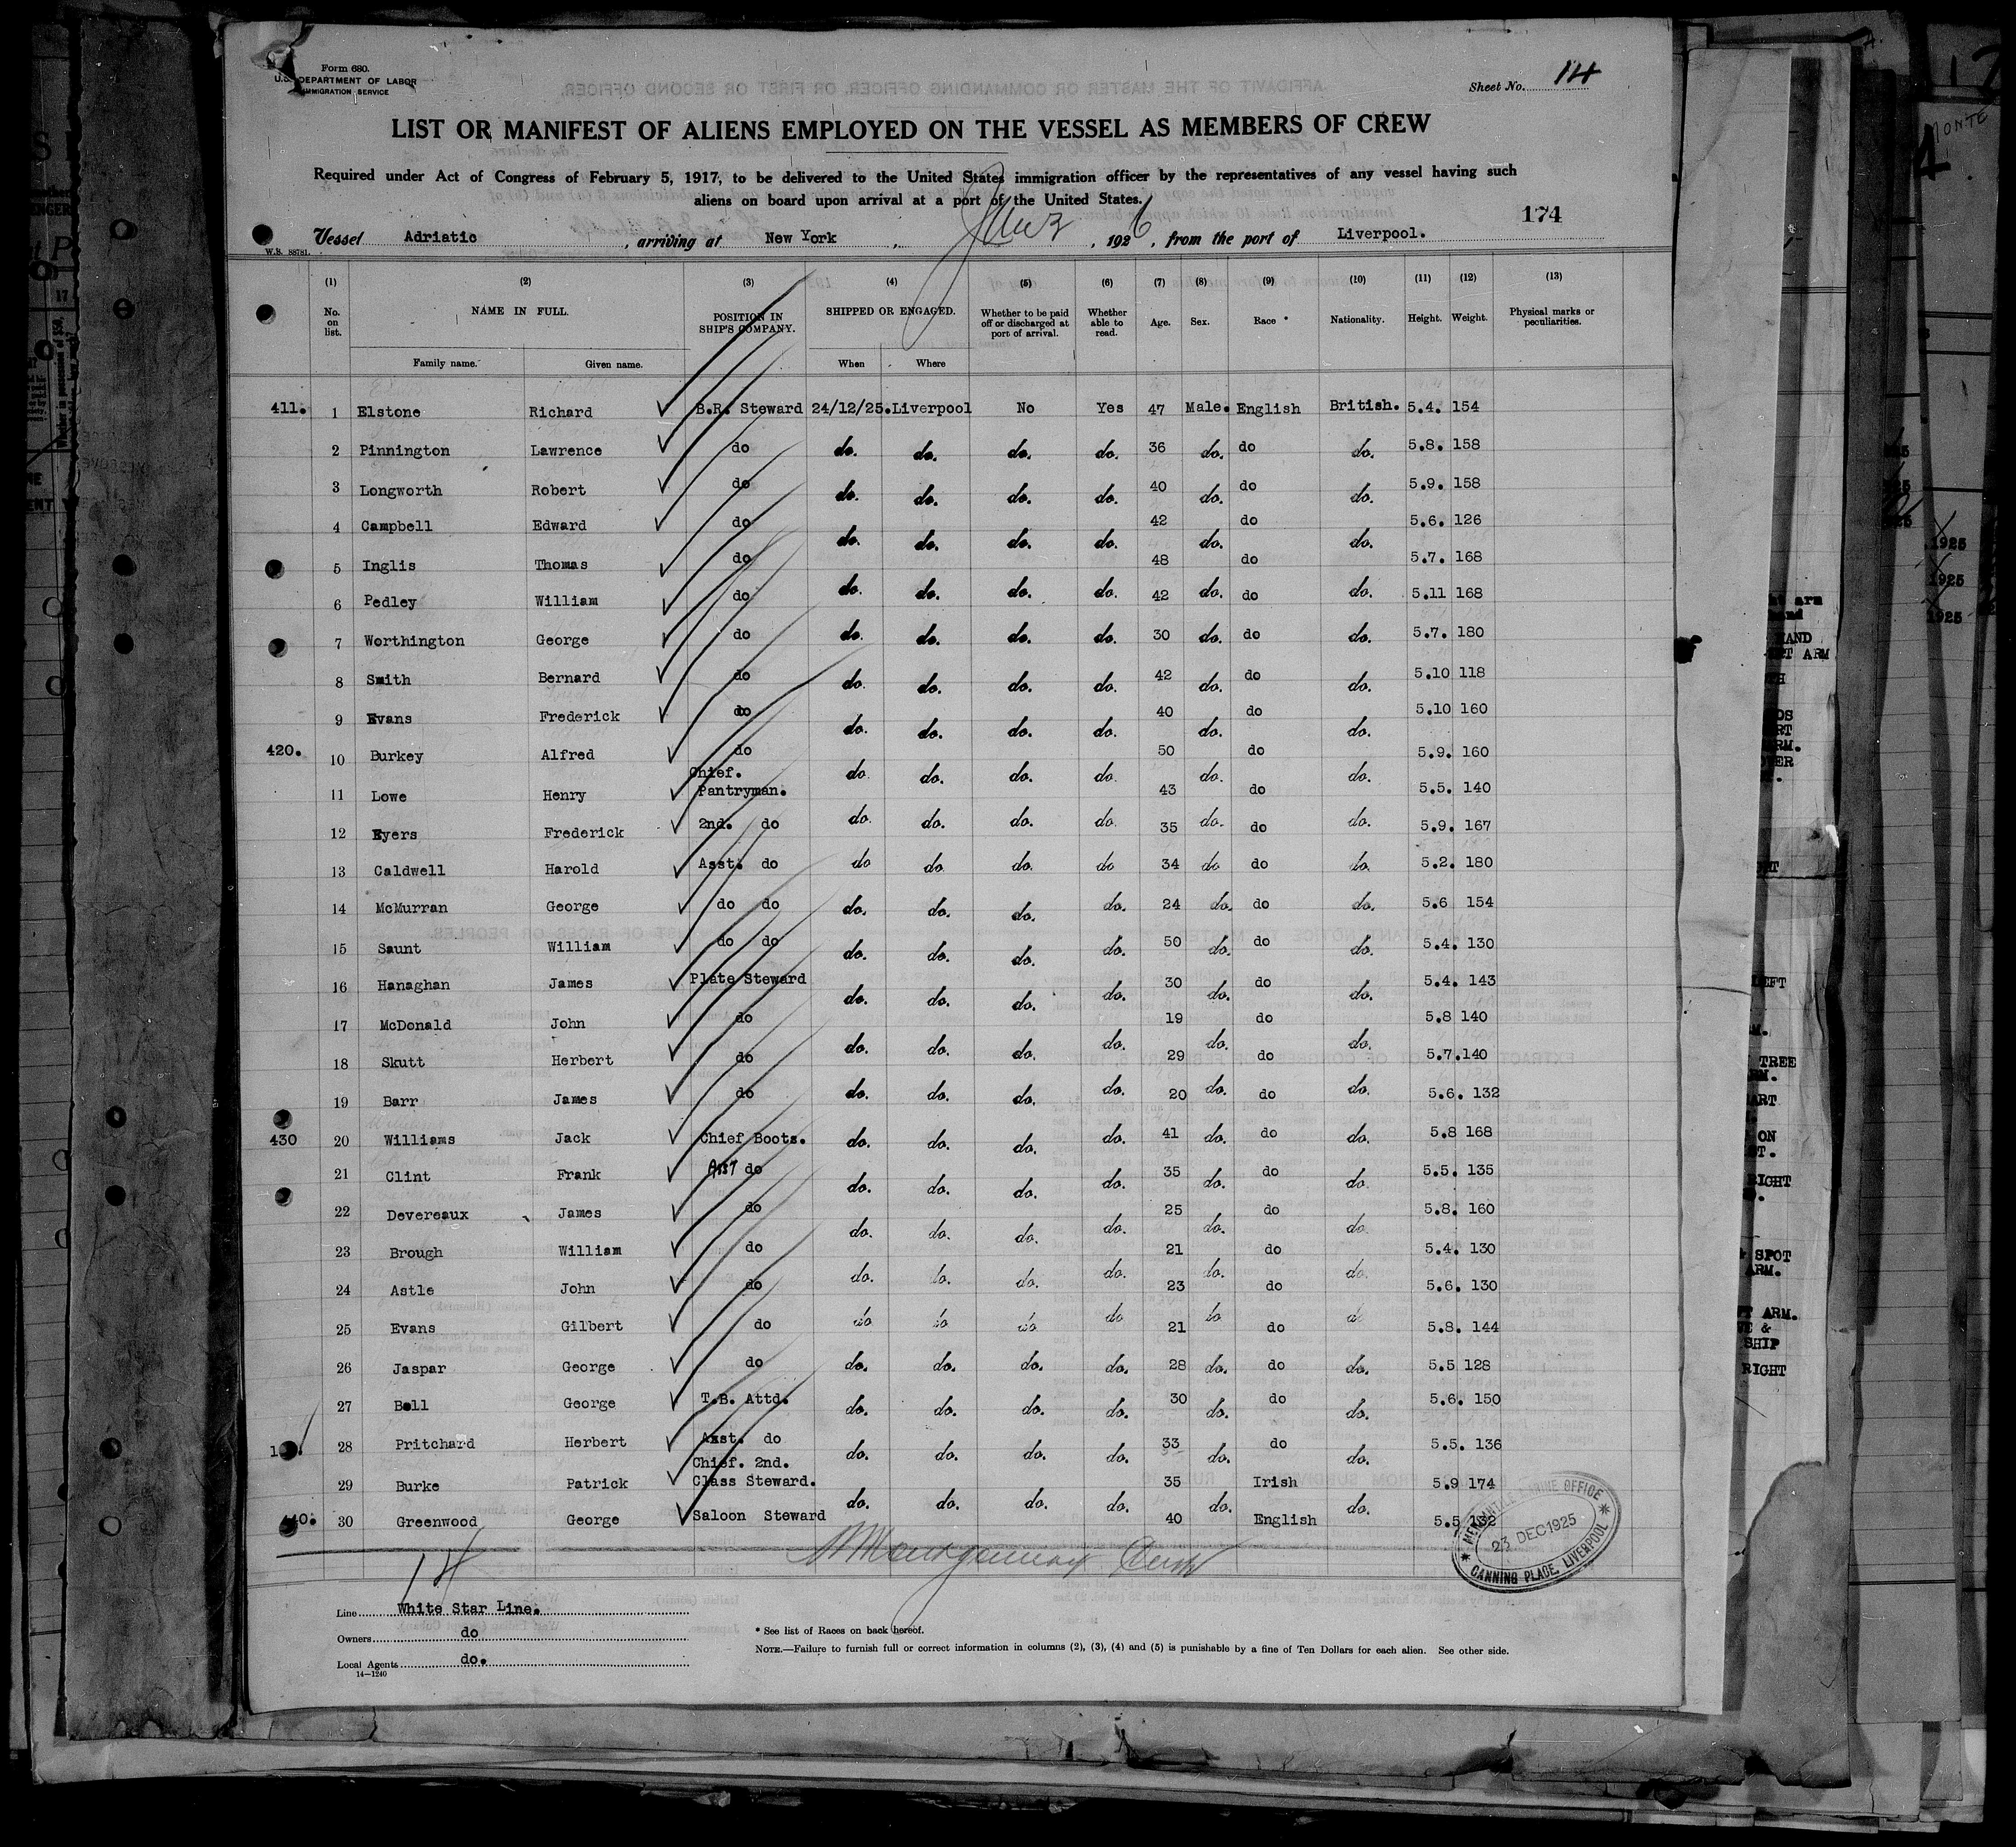 Form 680.
U.S. DEPARTMENT OF LABOR
IMMIGRATION SERVICE
Sheet No. 14
LIST OR MANIFEST OF ALIENS EMPLOYED ON THE VESSEL AS MEMBERS OF CREW
Required under Act of Congress of February 5, 1917, to be delivered to the United States immigration officer by the representatives of any vessel having such
aliens on board upon arrival at a port of the United States.
174
Vessel Adriatic, arriving at New York, 1926, from the port of Liverpool.
W.B. 88781.
(1) (2) (3) (4) (5) (6) (7) (8) (9) (10) (11) (12) (13)
No. on list. NAME IN FULL. POSITION IN SHIP'S COMPANY. SHIPPED OR ENGAGED. Whether to be paid off or discharged at port of arrival. Whether able to read. Age. Sex. Race * Nationality. Height. Weight. Physical marks or peculiarities.
Family name. Given name. When Where
411. 1 Elstone Richard B.R. Steward 24/12/25. Liverpool No Yes 47 Male. English British. 5.4. 154
2 Pinnington Lawrence do do. do. do. do. 36 do. do do. 5.8. 158
3 Longworth Robert do do. do. do. do. 40 do. do do. 5.9. 158
4 Campbell Edward do do. do. do. do. 42 do. do do. 5.6. 126
5 Inglis Thomas do do. do. do. do. 48 do. do do. 5.7. 168
6 Pedley William do do. do. do. do. 42 do. do do. 5.11 168
7 Worthington George do do. do. do. do. 30 do. do do. 5.7. 180
8 Smith Bernard do do. do. do. do. 42 do. do do. 5.10 118
9 Evans Frederick do do. do. do. do. 40 do. do do. 5.10 160
420. 10 Burkey Alfred do do. do. do. do. 50 do. do do. 5.9. 160
11 Lowe Henry Chief. Pantryman. do. do. do. do. 43 do. do do. 5.5. 140
12 Eyers Frederick 2nd. do do. do. do. do. 35 do. do do. 5.9. 167
13 Caldwell Harold Asst. do do do. do. do 34 do do do. 5.2. 180
14 McMurran George do do do. do. do. do. 24 do. do do. 5.6 154
15 Saunt William do do do. do. do. do. 50 do. do do. 5.4. 130
16 Hanaghan James Plate Steward do. do. do. do. 30 do. do do. 5.4. 143
17 McDonald John do do. do. do. do. 19 do. do do. 5.8 140
18 Skutt Herbert do do. do. do. do. 29 do. do do. 5.7. 140
19 Barr James do do. do. do. do. 20 do. do do. 5.6. 132
430 20 Williams Jack Chief Boots. do. do. do. do. 41 do. do do. 5.8 168
21 Clint Frank Ast do do. do. do. do. 35 do. do do. 5.5. 135
22 Devereaux James do do. do. do. do. 25 do. do do. 5.8. 160
23 Brough William do do. do. do. do. 21 do. do do. 5.4. 130
24 Astle John do do. do. do. do. 23 do. do do. 5.6. 130
25 Evans Gilbert do do do do do 21 do do 5.8. 144
26 Jaspar George do do. do. do. do. 28 do. do do. 5.5 128
27 Bell George T.B. Attd. do. do. do. do. 30 do. do do. 5.6. 150
28 Pritchard Herbert Asst. do do. do. do. do. 33 do. do do. 5.5. 136
29 Burke Patrick Chief. 2nd. Class Steward. do. do. do. do. 35 do. Irish do. 5.9 174
440. 30 Greenwood George Saloon Steward 40 English 5.5
14
Montgomery
MERCANTILE MARINE OFFICE
23 DEC 1925
CANNING PLACE, LIVERPOOL
Line White Star Line.
Owners do
Local Agents do.
14—1240
* See list of Races on back hereof.
NOTE.—Failure to furnish full or correct information in columns (2), (3), (4) and (5) is punishable by a fine of Ten Dollars for each alien. See other side.